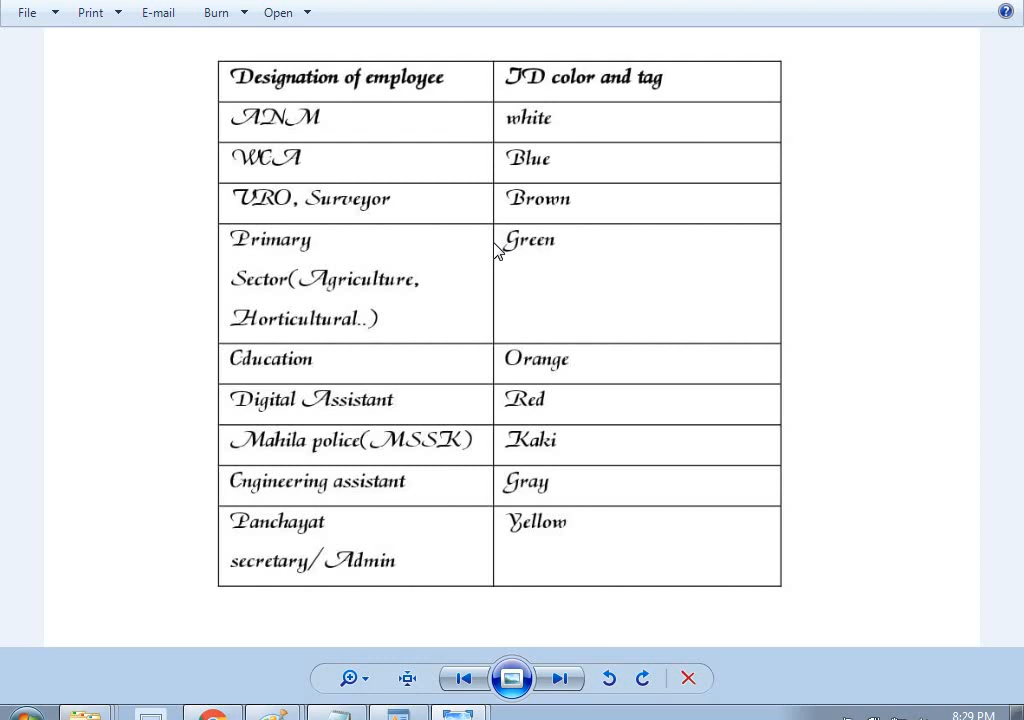 File Print E-mail Burn Open
Designation of employee ID color and tag
ANM white
WCA Blue
VRO, Surveyor Brown
Primary Green
Sector(Agriculture,
Horticultural..)
Education Orange
Digital Assistant Red
Mahila police(MSSK) Kaki
Engineering assistant Gray
Panchayat Yellow
secretary/Admin
8:29 PM